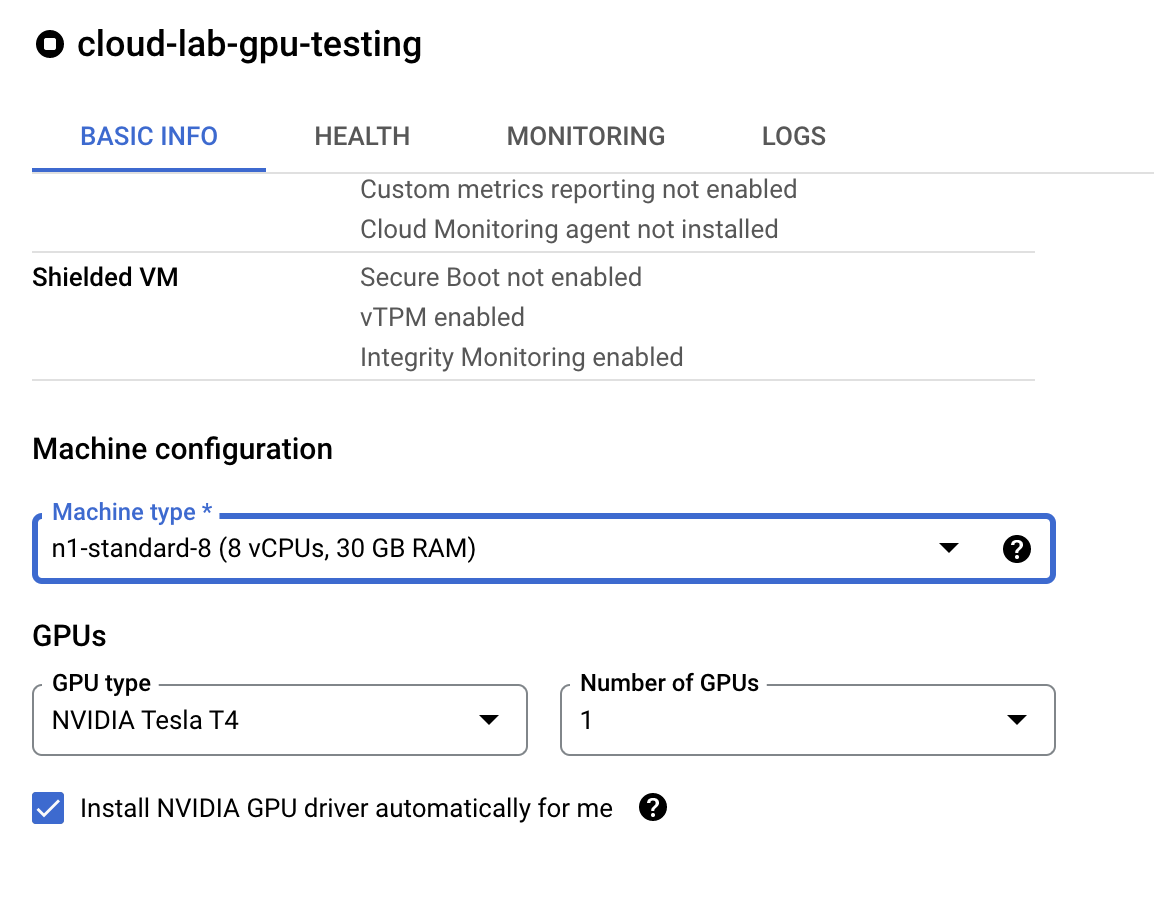 cloud-lab-gpu-testing
BASIC INFO HEALTH MONITORING LOGS
Custom metrics reporting not enabled
Cloud Monitoring agent not installed
Shielded VM Secure Boot not enabled
vTPM enabled
Integrity Monitoring enabled
Machine configuration
Machine type *
n1-standard-8 (8 vCPUs, 30 GB RAM)
GPUs
GPU type Number of GPUs
NVIDIA Tesla T4 1
Install NVIDIA GPU driver automatically for me